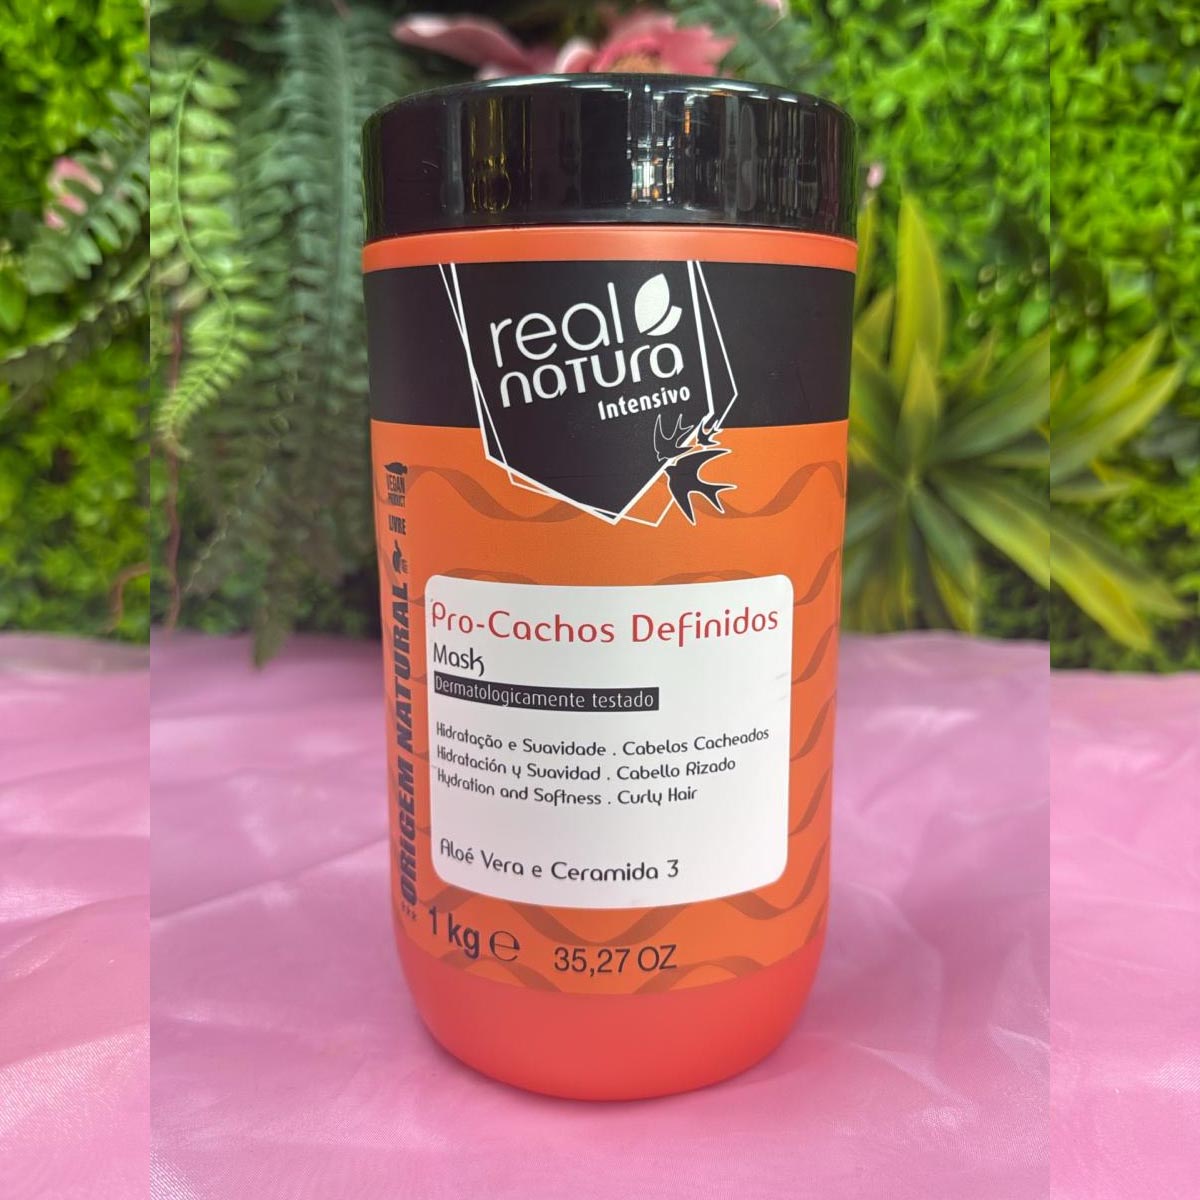 real
natura
Intensivo
VEGAN
PRODUCT
LIVRE
*** ORIGEM NATURAL
Pro-Cachos Definidos
Mask
Dermatologicamente testado
Hidratação e Suavidade . Cabelos Cacheados
Hidratación y Suavidad . Cabello Rizado
Hydration and Softness . Curly Hair
Aloé Vera e Ceramida 3
1 kg ℮ 35,27 OZ